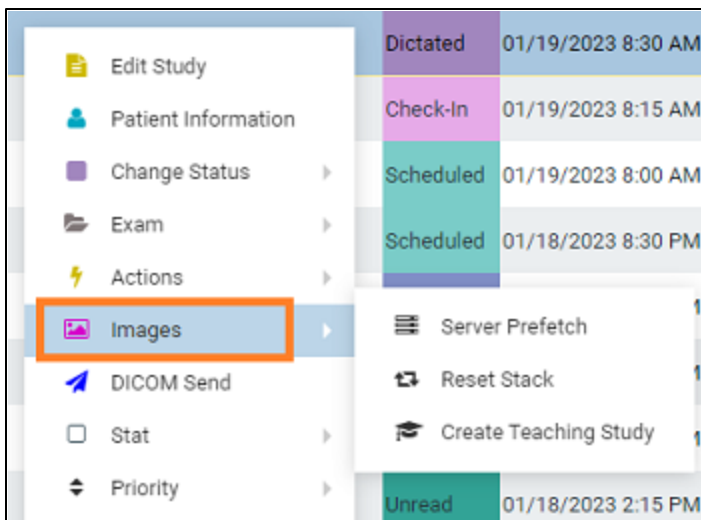 Edit Study
Patient Information
Change Status
Exam
Actions
Images
DICOM Send
Stat
Priority
Server Prefetch
Reset Stack
Create Teaching Study
Dictated 01/19/2023 8:30 AM
Check-In 01/19/2023 8:15 AM
Scheduled 01/19/2023 8:00 AM
Scheduled 01/18/2023 8:30 PM
Unread 01/18/2023 2:15 PM